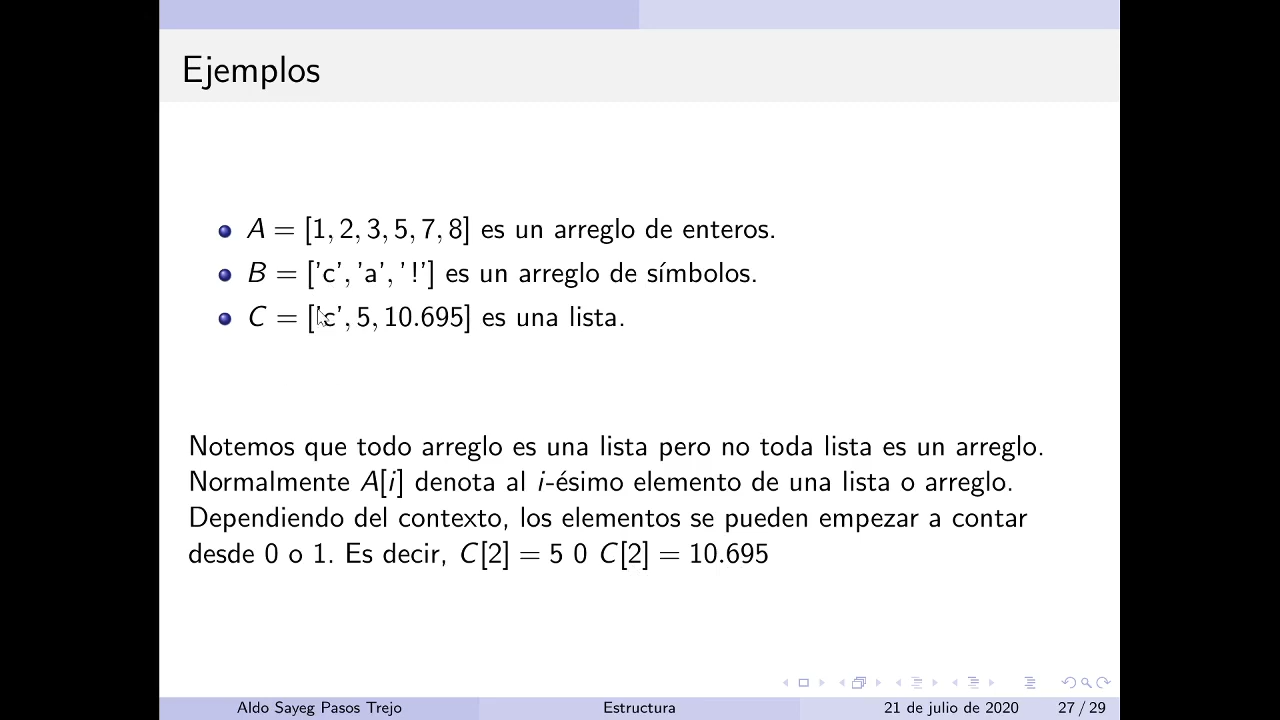 Ejemplos
A = [1, 2, 3, 5, 7, 8] es un arreglo de enteros.
B = ['c', 'a', '!'] es un arreglo de símbolos.
C = ['c', 5, 10.695] es una lista.
Notemos que todo arreglo es una lista pero no toda lista es un arreglo.
Normalmente A[i] denota al i-ésimo elemento de una lista o arreglo.
Dependiendo del contexto, los elementos se pueden empezar a contar
desde 0 o 1. Es decir, C[2] = 5 0 C[2] = 10.695
Aldo Sayeg Pasos Trejo Estructura 21 de julio de 2020 27 / 29